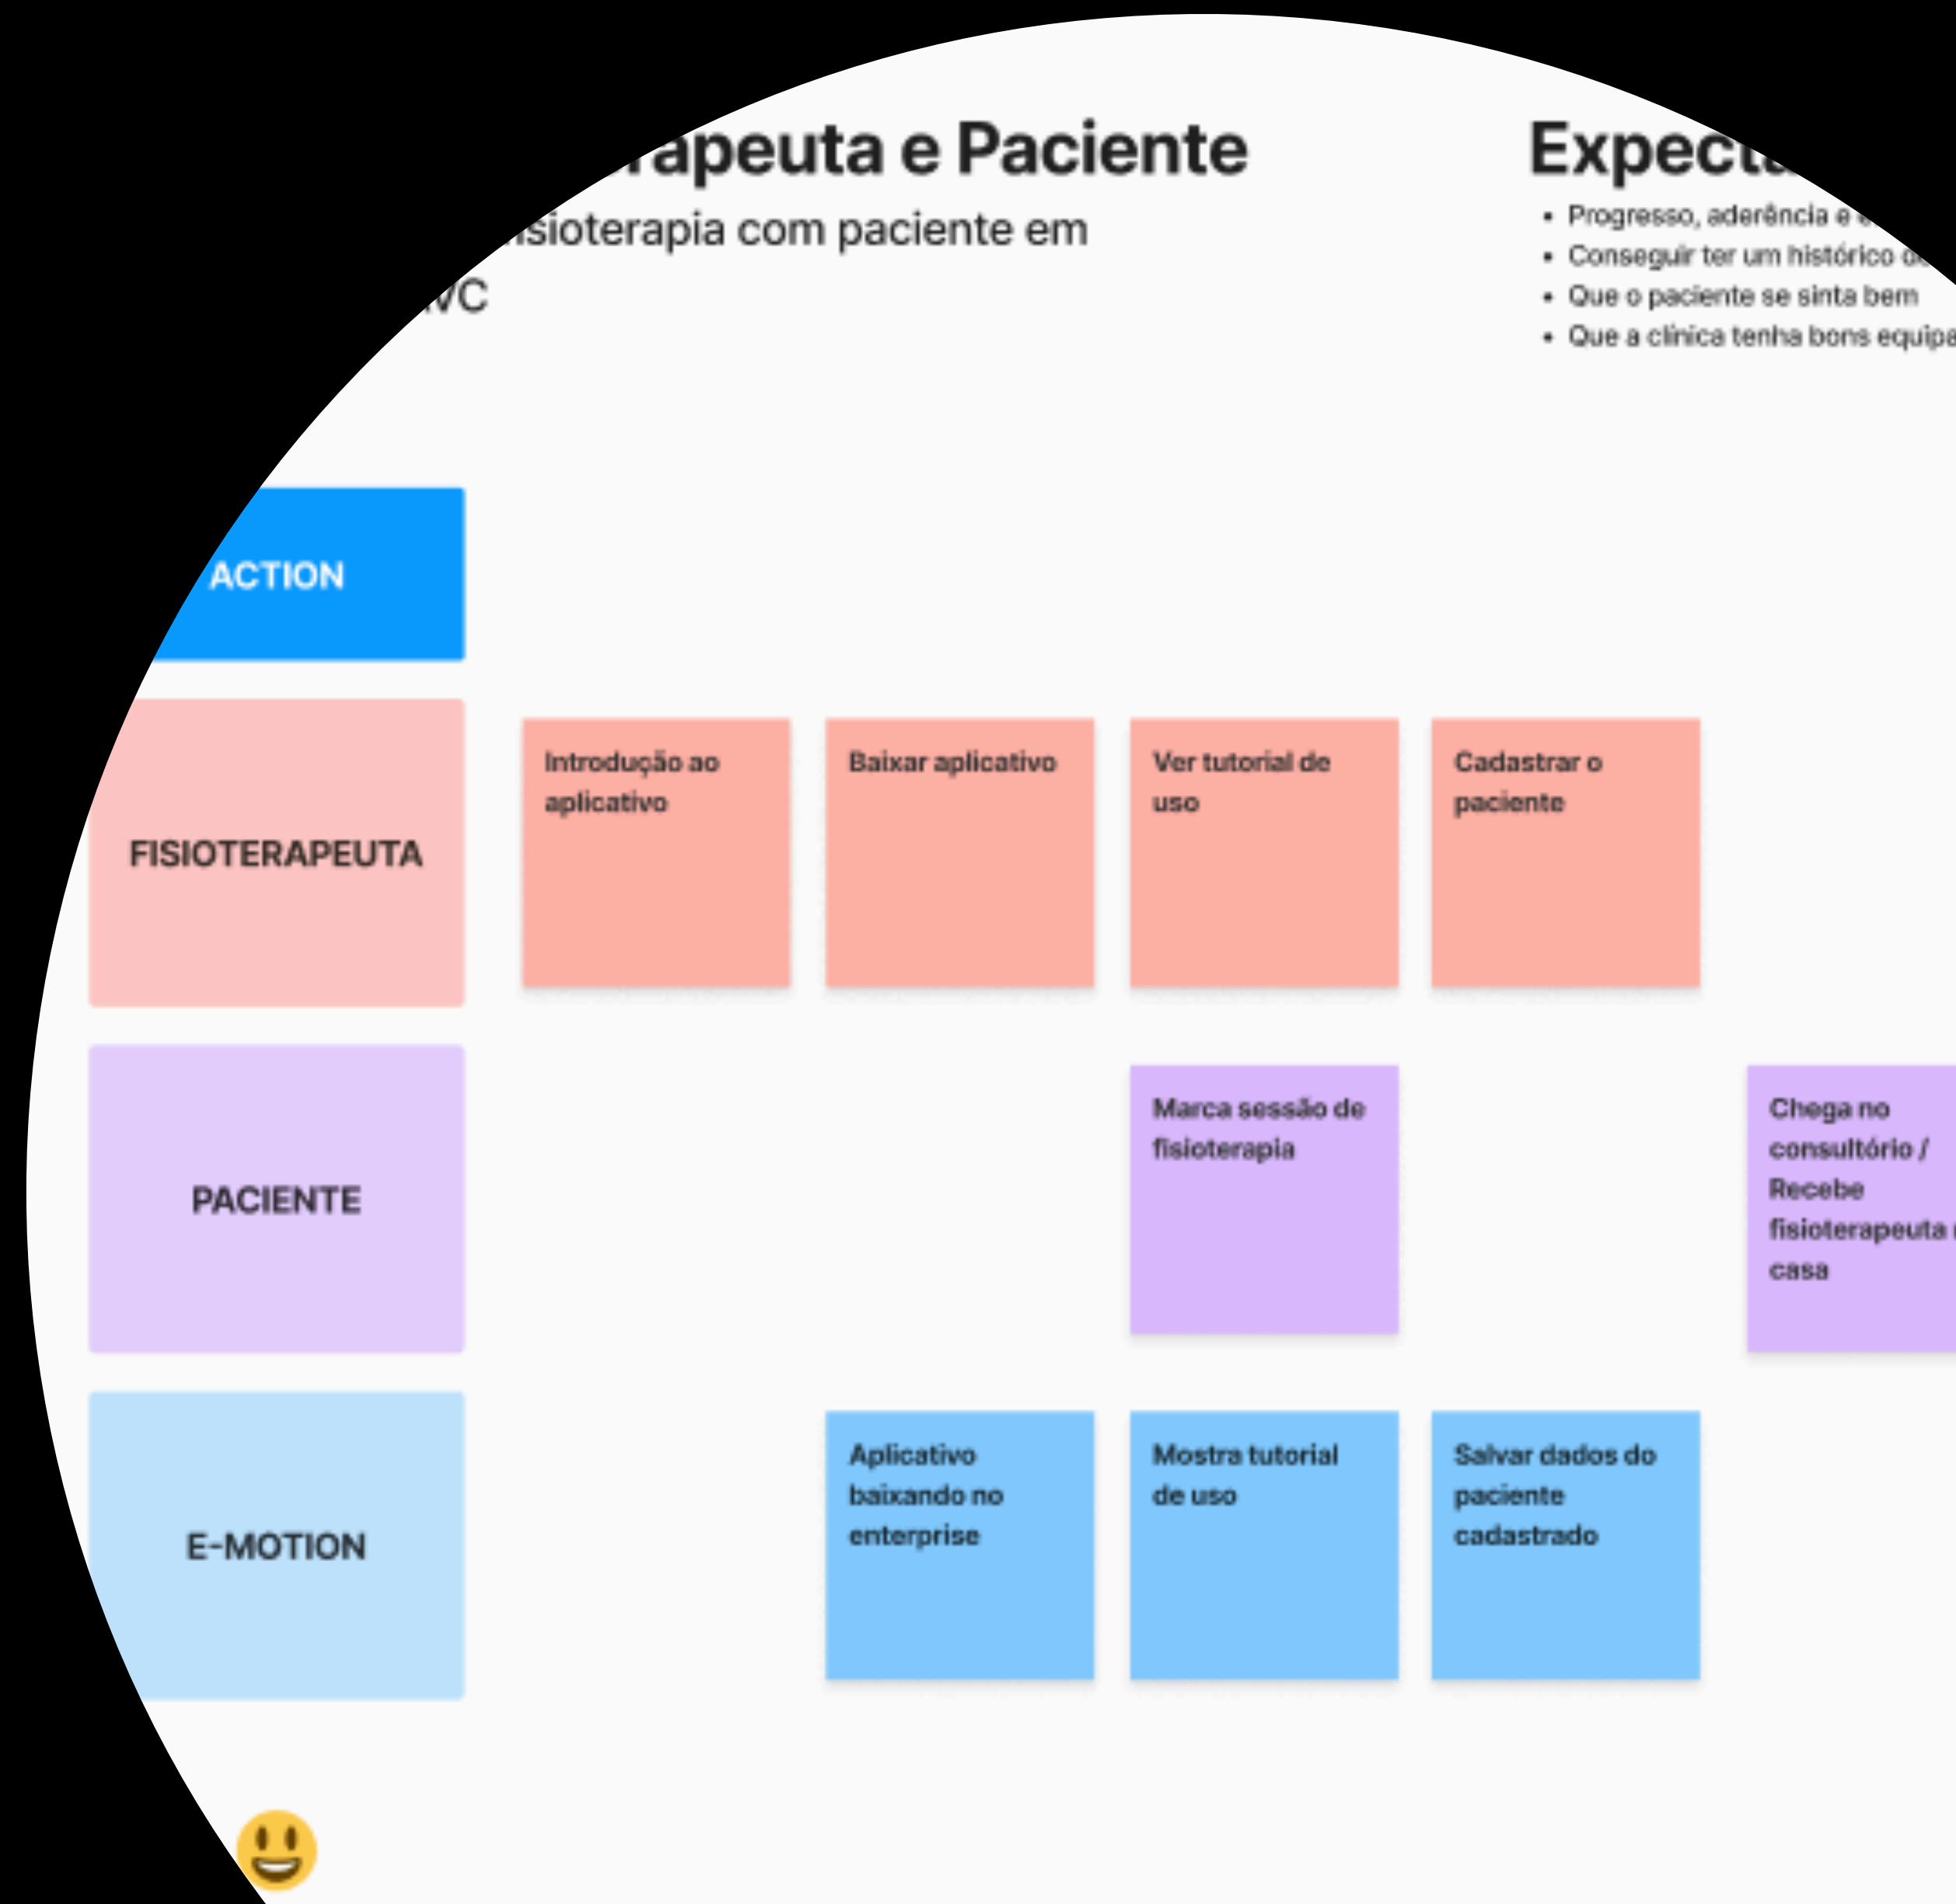 e Paciente
com paciente em
Progresso, aderência e
Conseguir ter um histórico
Que o paciente se sinta bem
Que a clínica tenha bons
ACTION
FISIOTERAPEUTA
Introdução ao
aplicativo
Baixar aplicativo
Ver tutorial de
uso
Cadastrar o
paciente
PACIENTE
Marca sessão de
fisioterapia
Chega no
consultório /
Recebe
fisioterapeuta
casa
E-MOTION
Aplicativo
baixando no
enterprise
Mostra tutorial
de uso
Salvar dados do
paciente
cadastrado